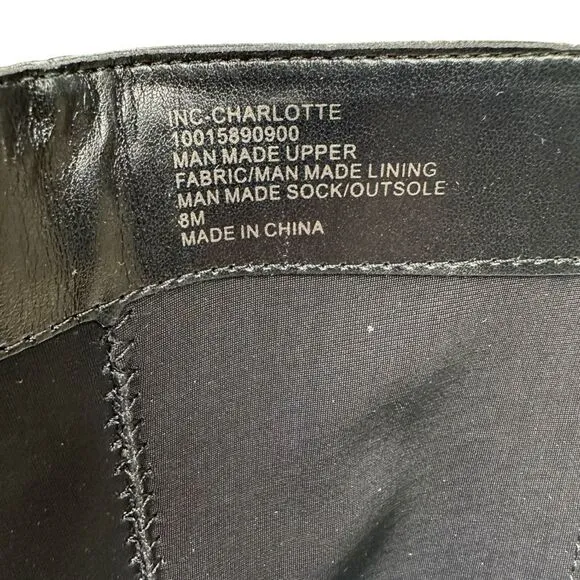 INC-CHARLOTTE
10015890900
MAN MADE UPPER
FABRIC/MAN MADE LINING
MAN MADE SOCK/OUTSOLE
8M
MADE IN CHINA